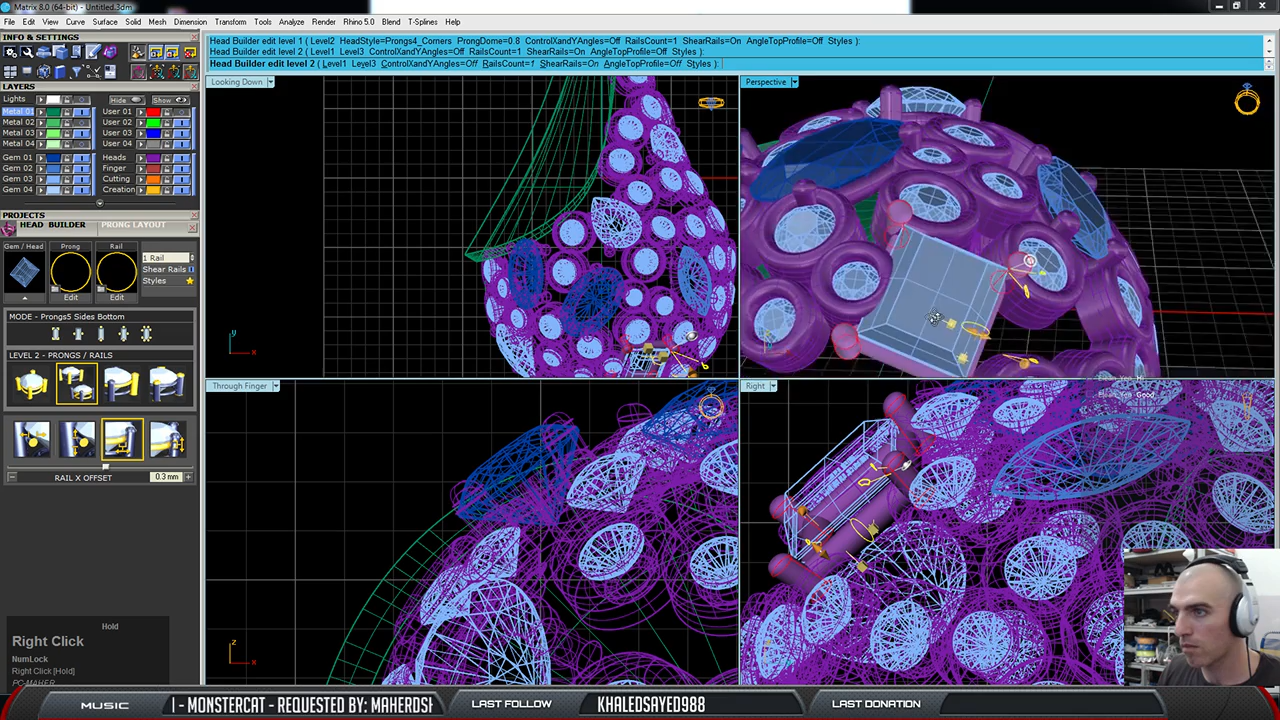 Matrix 8.0 (64-bit) - Untitled.3dm
File Edit View Curve Surface Solid Mesh Dimension Transform Tools Analyze Render Rhino 5.0 Blend T-Splines Help
INFO & SETTINGS
Head Builder edit level 1 ( Level2 HeadStyle=Prongs4_Corners ProngDome=0.8 ControlXandYAngles=Off RailsCount=1 ShearRails=On AngleTopProfile=Off Styles ):
Head Builder edit level 2 ( Level1 Level3 ControlXandYAngles=Off RailsCount=1 ShearRails=On AngleTopProfile=Off Styles ):
Head Builder edit level 2 ( Level1 Level3 ControlXandYAngles=Off RailsCount=1 ShearRails=On AngleTopProfile=Off Styles ):
Looking Down
Perspective
LAYERS
Lights Hide Show
Metal 01 User 01
Metal 02 User 02
Metal 03 User 03
Metal 04 User 04
Gem 01 Heads
Gem 02 Finger
Gem 03 Cutting
Gem 04 Creation
PROJECTS
HEAD BUILDER PRONG LAYOUT
Gem / Head Prong Rail
1 Rail
Shear Rails
Styles
Edit Edit
MODE - Prongs5 Sides Bottom
LEVEL 2 - PRONGS / RAILS
RAIL X OFFSET 0.3 mm
y
x
Through Finger
Right
z
x
Hold
Right Click
NumLock
Right Click [Hold]
PC-MAHER
MUSIC
| - MONSTERCAT - REQUESTED BY: MAHERDSH
LAST FOLLOW
KHALEDSAYED988
LAST DONATION